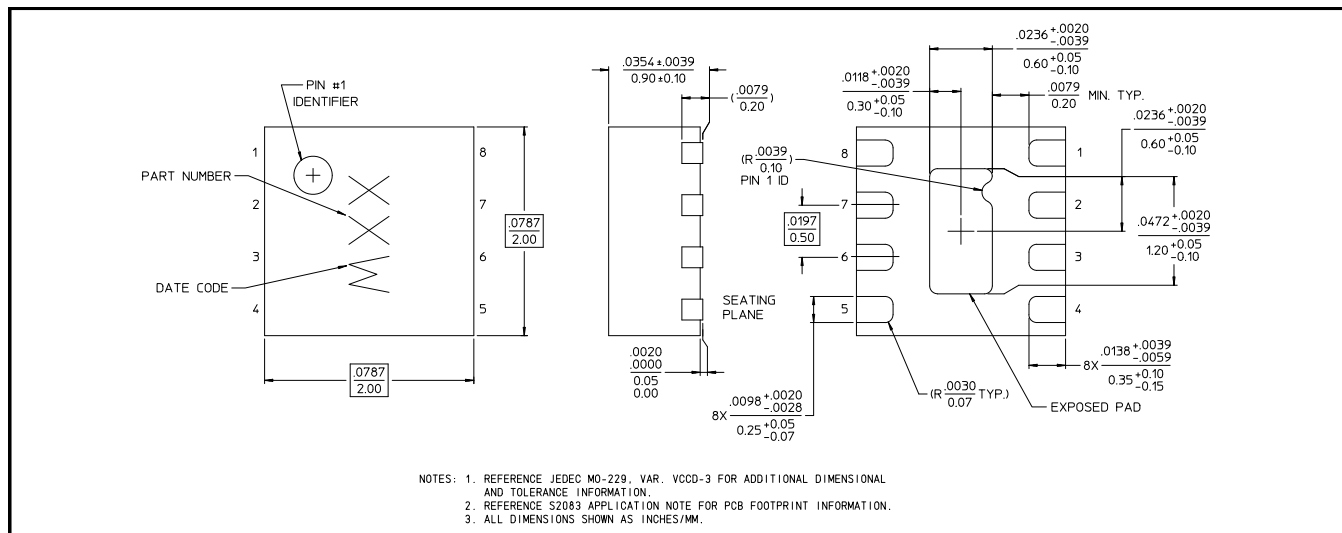 PIN #1
IDENTIFIER
PART NUMBER
DATE CODE
1
2
3
4
8
7
6
5
.0787
2.00
.0787
2.00
.0354 ±.0039
0.90 ±0.10
(.0079
0.20)
SEATING
PLANE
.0020
.0000
0.05
0.00
.0118 +.0020
-.0039
0.30 +0.05
-0.10
.0236 +.0020
-.0039
0.60 +0.05
-0.10
.0079
0.20 MIN. TYP.
.0236 +.0020
-.0039
0.60 +0.05
-0.10
(R .0039
0.10)
PIN 1 ID
8
7
6
5
1
2
3
4
.0197
0.50
.0472 +.0020
-.0039
1.20 +0.05
-0.10
8X .0138 +.0039
-.0059
0.35 +0.10
-0.15
8X .0098 +.0020
-.0028
0.25 +0.05
-0.07
(R .0030
0.07 TYP.)
EXPOSED PAD
XX
W
NOTES: 1. REFERENCE JEDEC MO-229, VAR. VCCD-3 FOR ADDITIONAL DIMENSIONAL
AND TOLERANCE INFORMATION.
2. REFERENCE S2083 APPLICATION NOTE FOR PCB FOOTPRINT INFORMATION.
3. ALL DIMENSIONS SHOWN AS INCHES/MM.